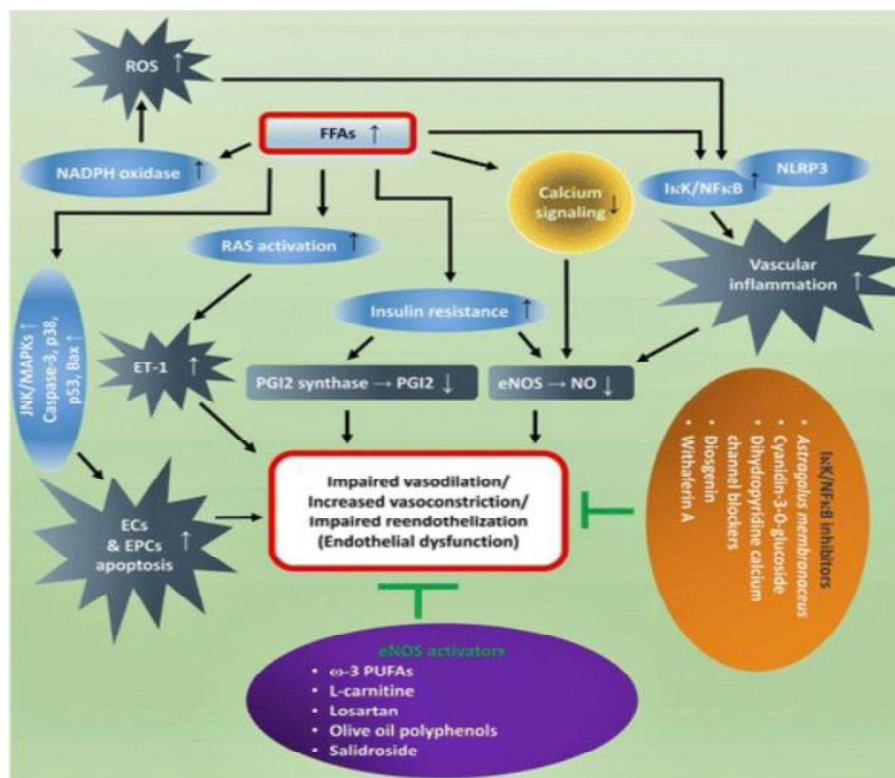 ROS ↑
FFAs ↑
NADPH oxidase ↑
NLRP3
IκK/NFκB ↑
Calcium
signaling ↓
RAS activation ↑
Vascular
inflammation ↑
Insulin resistance ↑
JNK/MAPKs ↑
Caspase-3, p38,
p53, Bax ↑
ET-1 ↑
PGI2 synthase → PGI2 ↓
eNOS → NO ↓
Impaired vasodilation/
Increased vasoconstriction/
Impaired reendothelization
(Endothelial dysfunction)
ECs
& EPCs ↑
apoptosis
IκK/NFκB inhibitors
• Astragalus membranaceus
• Cyanidin-3-O-glucoside
• Dihydropyridine calcium
channel blockers
• Diosgenin
• Withaferin A
eNOS activators
• ω-3 PUFAs
• L-carnitine
• Losartan
• Olive oil polyphenols
• Salidroside